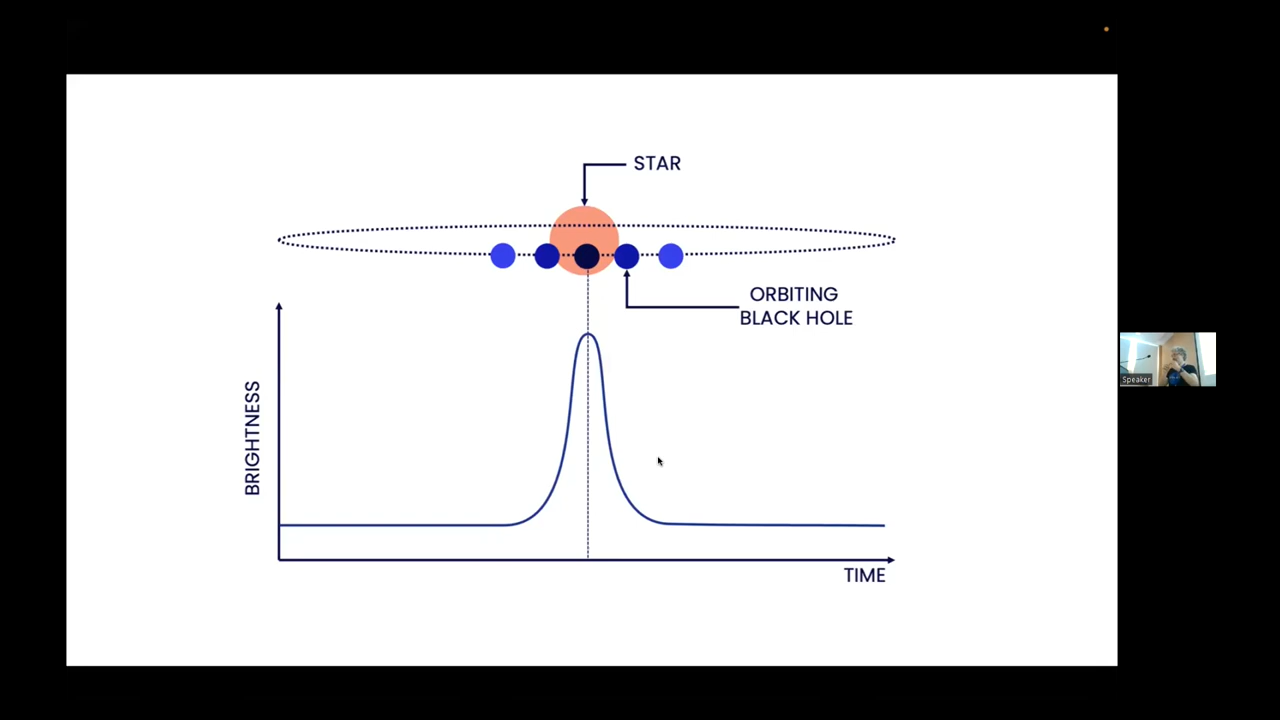 STAR
ORBITING
BLACK HOLE
BRIGHTNESS
TIME
Speaker